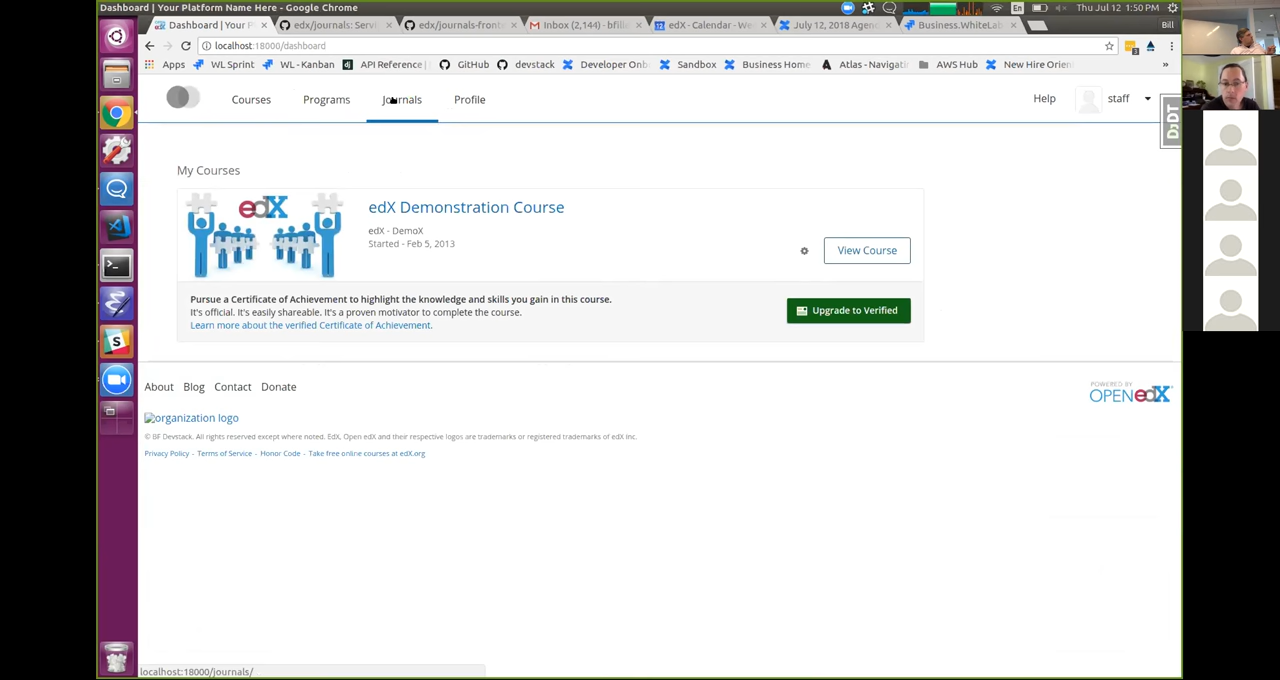 Dashboard | Your Platform Name Here - Google Chrome
En
Thu Jul 12 1:50 PM
Dashboard | Your P
edx/journals: Servi
edx/journals-front
Inbox (2,144) - bfill
edX - Calendar - We
July 12, 2018 Agen
Business.WhiteLab
Bill
localhost:18000/dashboard
Apps
WL Sprint
WL - Kanban
dj
API Reference |
GitHub
devstack
Developer Onb
Sandbox
Business Home
Atlas - Navigati
AWS Hub
New Hire Orien
»
Courses
Programs
Journals
Profile
Help
staff
DjDT
My Courses
edX
edX Demonstration Course
edX - DemoX
Started - Feb 5, 2013
View Course
Pursue a Certificate of Achievement to highlight the knowledge and skills you gain in this course.
It's official. It's easily shareable. It's a proven motivator to complete the course.
Learn more about the verified Certificate of Achievement.
Upgrade to Verified
About
Blog
Contact
Donate
POWERED BY
OPEN edX
organization logo
© BF Devstack. All rights reserved except where noted. EdX, Open edX and their respective logos are trademarks or registered trademarks of edX Inc.
Privacy Policy - Terms of Service - Honor Code - Take free online courses at edX.org
localhost:18000/journals/